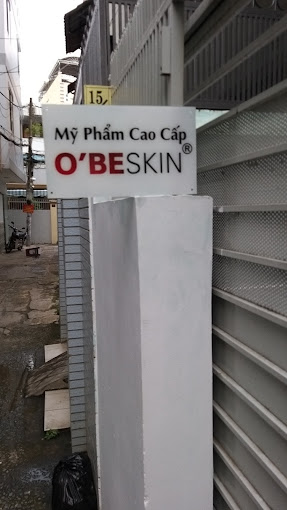 15/
Mỹ Phẩm Cao Cấp
O'BESKIN®